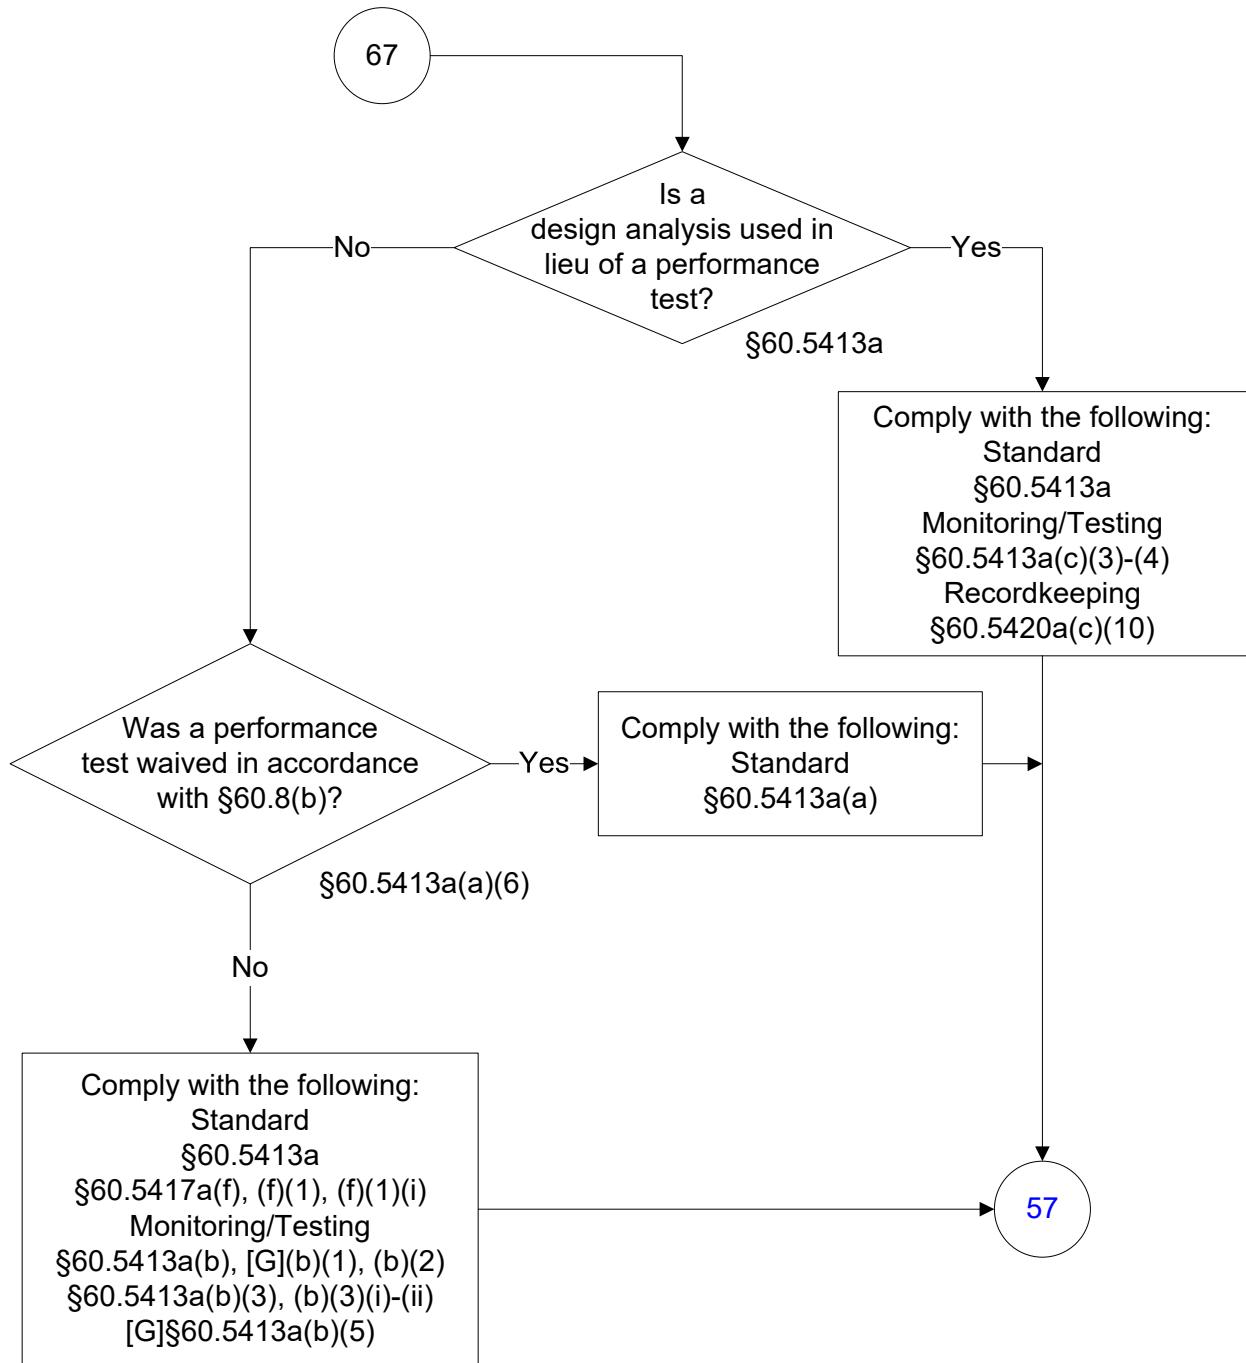 67
Is a
design analysis used in
lieu of a performance
test?
No
Yes
§60.5413a
Comply with the following:
Standard
§60.5413a
Monitoring/Testing
§60.5413a(c)(3)-(4)
Recordkeeping
§60.5420a(c)(10)
Was a performance
test waived in accordance
with §60.8(b)?
Yes
Comply with the following:
Standard
§60.5413a(a)
§60.5413a(a)(6)
No
Comply with the following:
Standard
§60.5413a
§60.5417a(f), (f)(1), (f)(1)(i)
Monitoring/Testing
§60.5413a(b), [G](b)(1), (b)(2)
§60.5413a(b)(3), (b)(3)(i)-(ii)
[G]§60.5413a(b)(5)
57